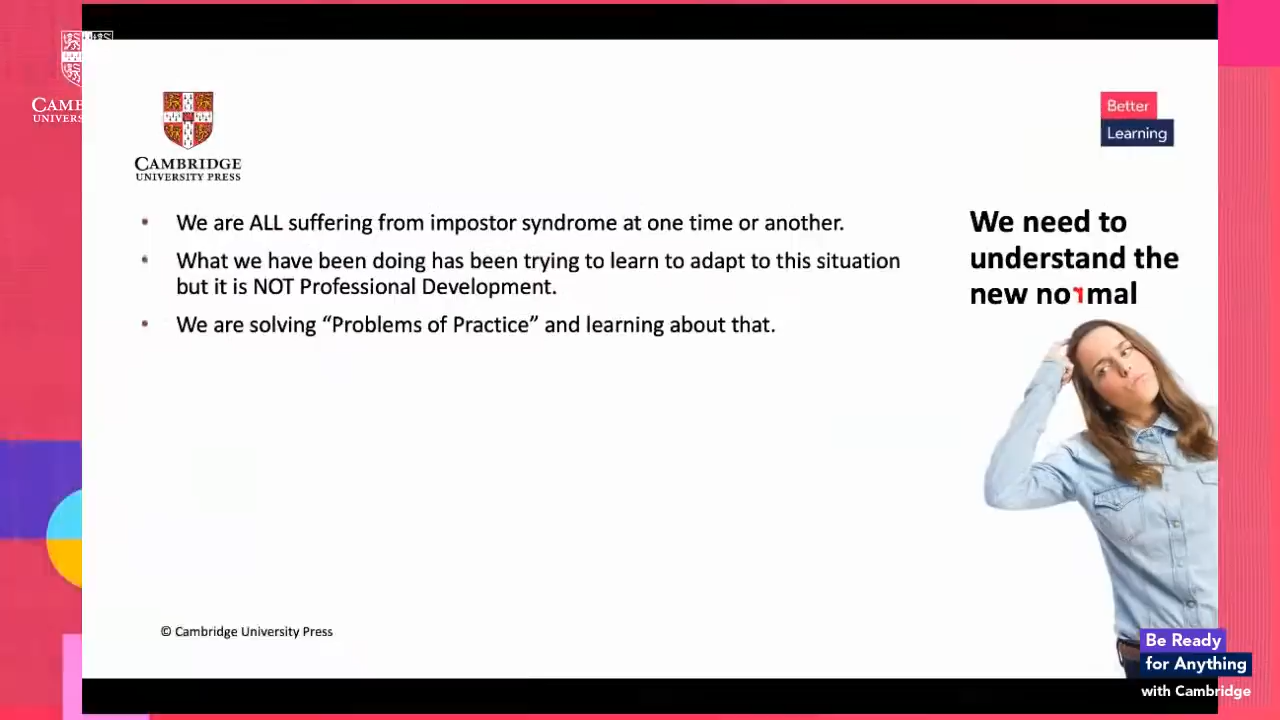 CAMB
UNIVERS
CAMBRIDGE
UNIVERSITY PRESS
Better
Learning
• We are ALL suffering from impostor syndrome at one time or another.
• What we have been doing has been trying to learn to adapt to this situation
but it is NOT Professional Development.
• We are solving “Problems of Practice” and learning about that.
We need to
understand the
new normal
© Cambridge University Press
Be Ready
for Anything
with Cambridge